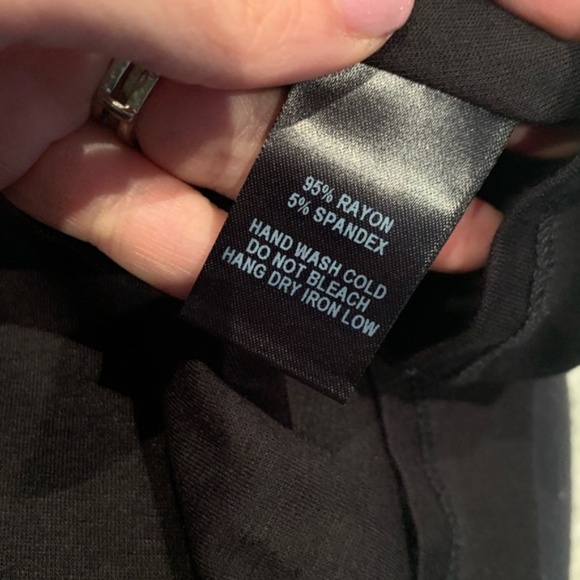 95% RAYON
5% SPANDEX
HAND WASH COLD
DO NOT BLEACH
HANG DRY IRON LOW